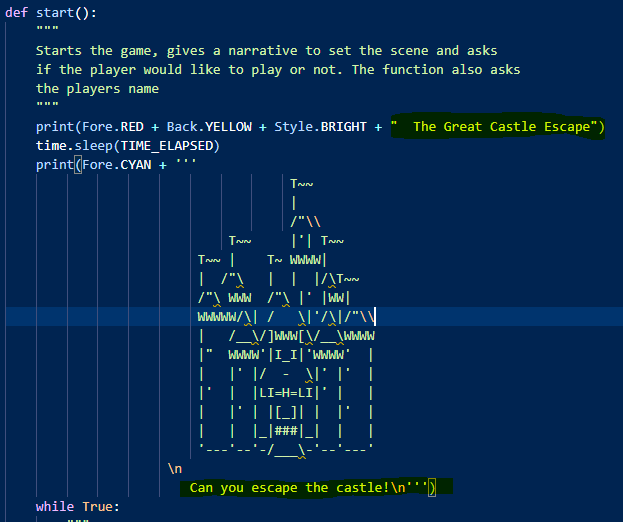 def start():
    """
    Starts the game, gives a narrative to set the scene and asks
    if the player would like to play or not. The function also asks
    the players name
    """
    print(Fore.RED + Back.YELLOW + Style.BRIGHT + "  The Great Castle Escape")
    time.sleep(TIME_ELAPSED)
    print(Fore.CYAN + '''
                                     T~~
                                     |
                                     /"\\
                             T~~     |'| T~~
                         T~~ |    T~ WWWW|
                         |  /"\   |  |  |/\T~~
                         /"\ WWW  /"\ |' |WW|
                         WWWWW/\| /   \|'/\|/"\\
                         |   /__\/]WWW[\/__\WWWW
                         |"  WWWW'|I_I|'WWWW'  |
                         |   |' |/  -  \|' |'  |
                         |'  |  |LI=H=LI|' |   |
                         |   |' | |[_]| |  |'  |
                         |   |  |_|###|_|  |   |
                         '---'--'-/___\-'--'---'
                     \n
                        Can you escape the castle!\n''')
    while True: